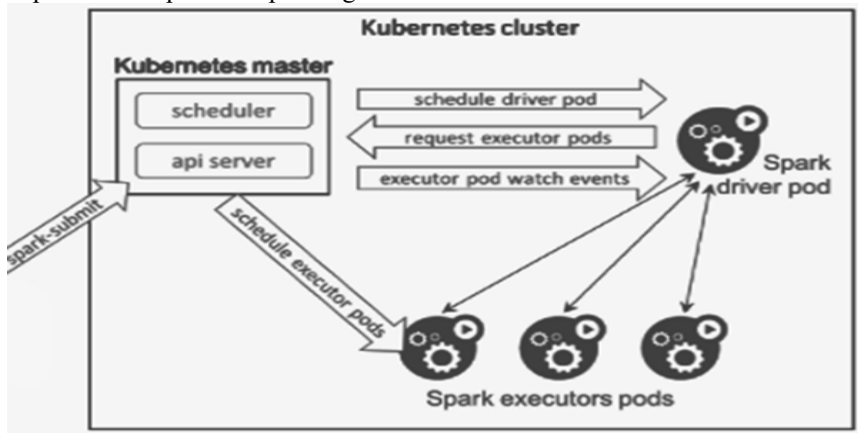 Kubernetes cluster
Kubernetes master
scheduler
api server
schedule driver pod
request executor pods
executor pod watch events
Spark
driver pod
spark-submit
schedule executor pods
Spark executors pods